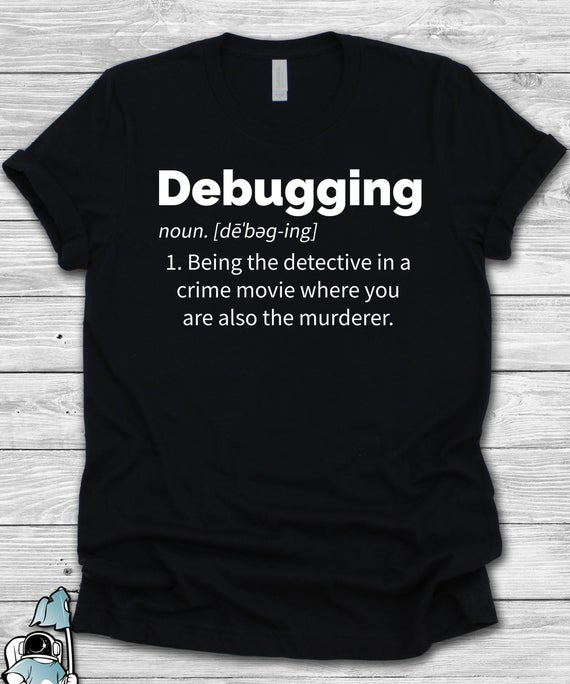 Debugging
noun. [dē'bəg-ing]
1. Being the detective in a
crime movie where you
are also the murderer.